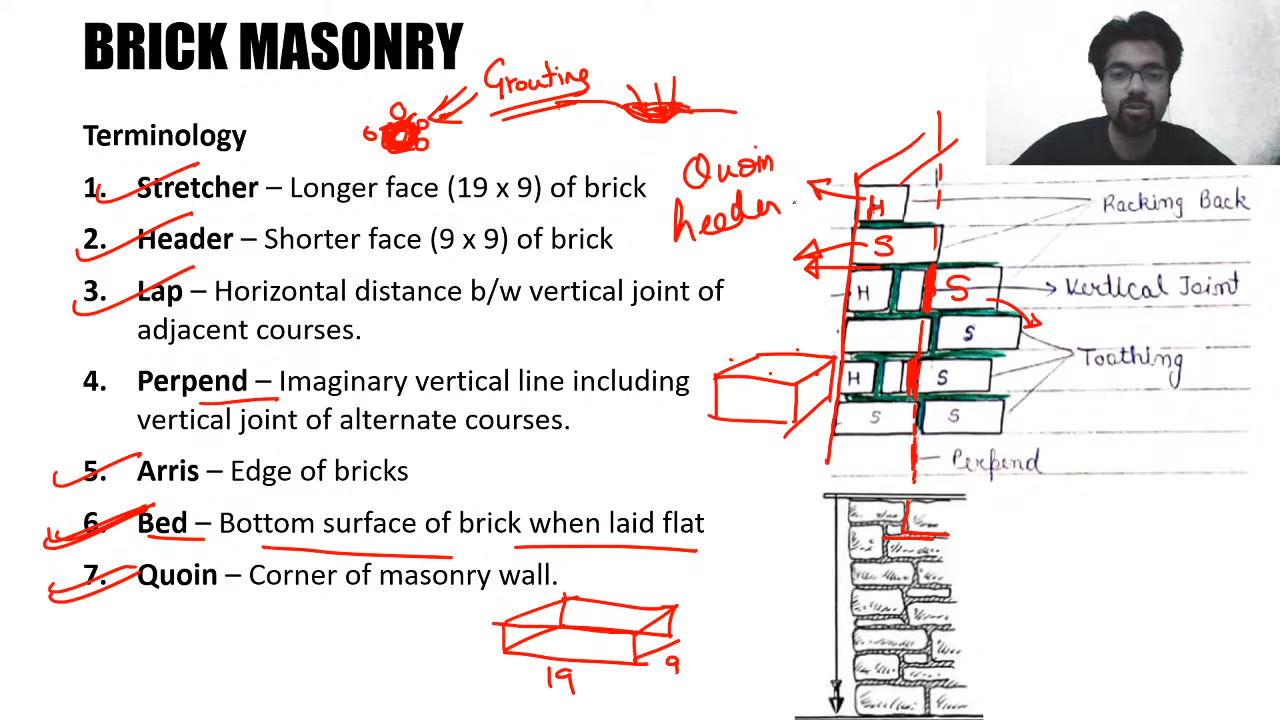 BRICK MASONRY
Grouting
Terminology
1. Stretcher – Longer face (19 x 9) of brick
2. Header – Shorter face (9 x 9) of brick
3. Lap – Horizontal distance b/w vertical joint of
adjacent courses.
4. Perpend – Imaginary vertical line including
vertical joint of alternate courses.
5. Arris – Edge of bricks
6. Bed – Bottom surface of brick when laid flat
7. Quoin – Corner of masonry wall.
19
9
Quoin
header
H
Racking Back
S
H
S
Vertical Joint
S
Toothing
H
S
S
S
Perpend